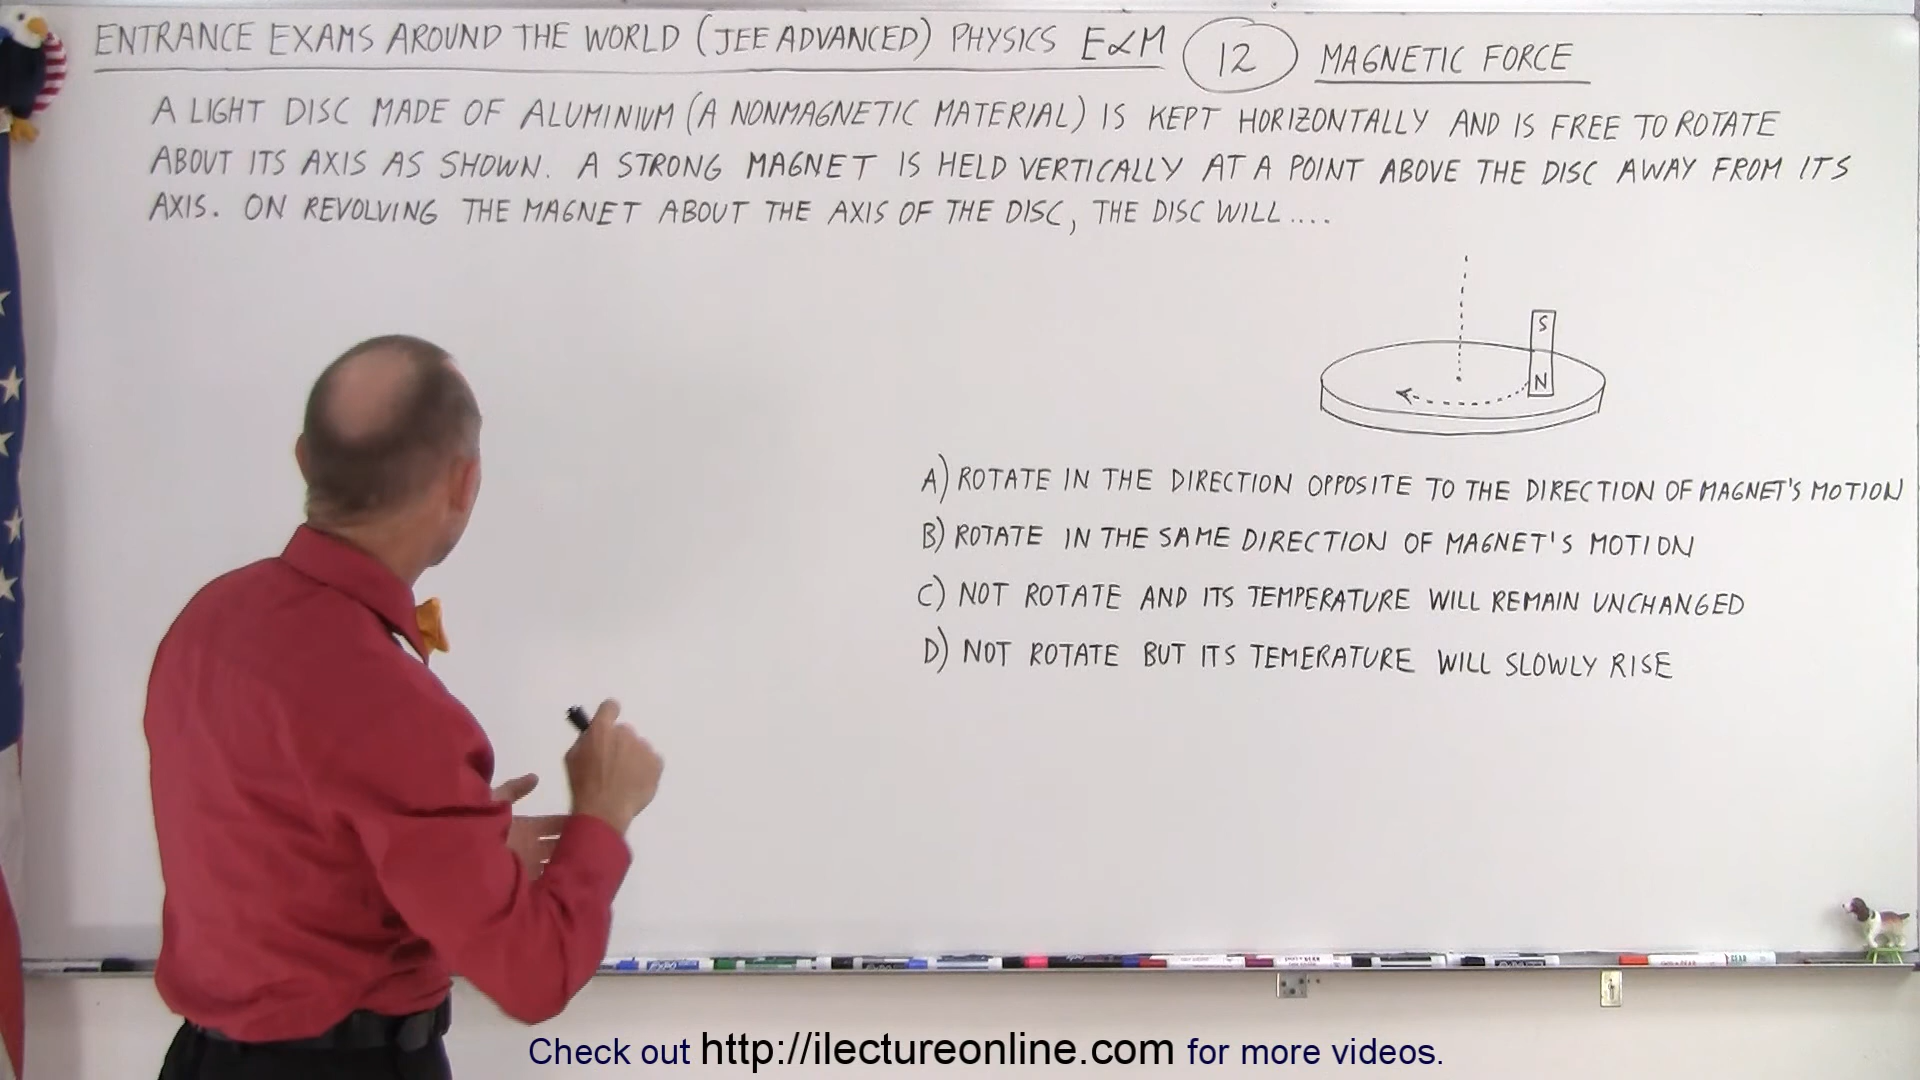 ENTRANCE EXAMS AROUND THE WORLD (JEE ADVANCED) PHYSICS E&M 12 MAGNETIC FORCE
A LIGHT DISC MADE OF ALUMINIUM (A NONMAGNETIC MATERIAL) IS KEPT HORIZONTALLY AND IS FREE TO ROTATE
ABOUT ITS AXIS AS SHOWN. A STRONG MAGNET IS HELD VERTICALLY AT A POINT ABOVE THE DISC AWAY FROM ITS
AXIS. ON REVOLVING THE MAGNET ABOUT THE AXIS OF THE DISC, THE DISC WILL....
S
N
A) ROTATE IN THE DIRECTION OPPOSITE TO THE DIRECTION OF MAGNET'S MOTION
B) ROTATE IN THE SAME DIRECTION OF MAGNET'S MOTION
C) NOT ROTATE AND ITS TEMPERATURE WILL REMAIN UNCHANGED
D) NOT ROTATE BUT ITS TEMERATURE WILL SLOWLY RISE
Check out http://ilectureonline.com for more videos.